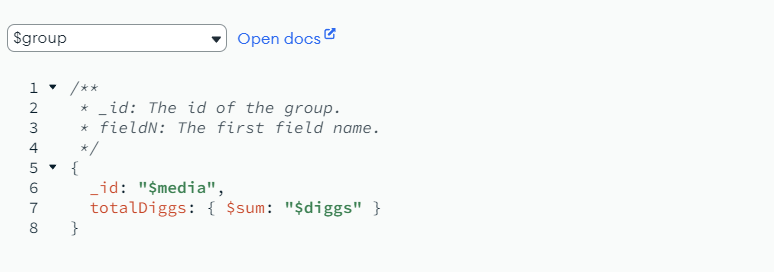 $group
Open docs
1 /**
2  * _id: The id of the group.
3  * fieldN: The first field name.
4  */
5 {
6   _id: "$media",
7   totalDiggs: { $sum: "$diggs" }
8 }